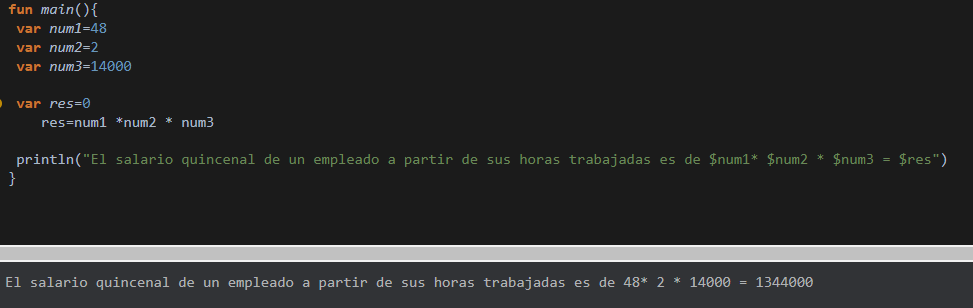 fun main(){
var num1=48
var num2=2
var num3=14000
var res=0
res=num1 *num2 * num3
println("El salario quincenal de un empleado a partir de sus horas trabajadas es de $num1* $num2 * $num3 = $res")
}
El salario quincenal de un empleado a partir de sus horas trabajadas es de 48* 2 * 14000 = 1344000